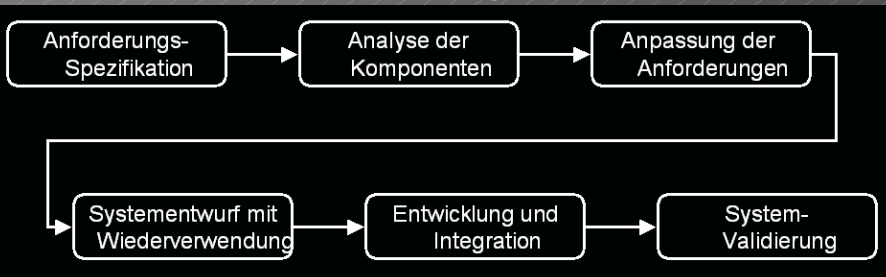 Anforderungs-
Spezifikation
Analyse der
Komponenten
Anpassung der
Anforderungen
Systementwurf mit
Wiederverwendung
Entwicklung und
Integration
System-
Validierung